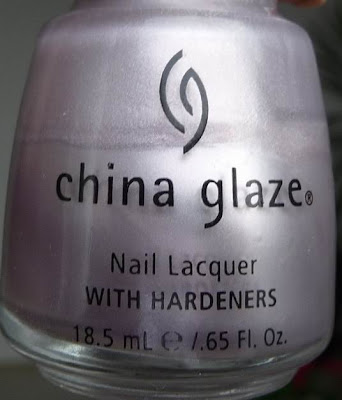 china glaze®
Nail Lacquer
WITH HARDENERS
18.5 mL ℮ /.65 Fl. Oz.